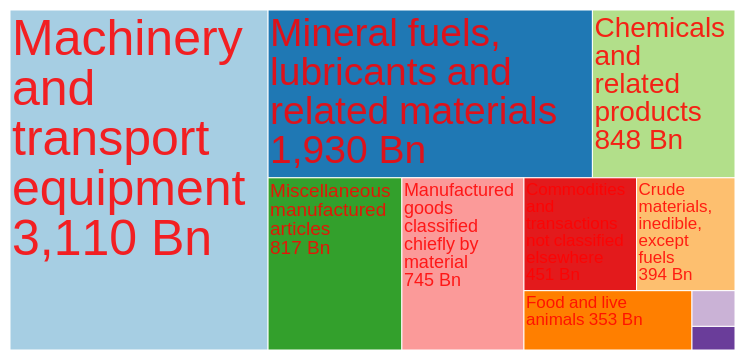 Machinery
and
transport
equipment
3,110 Bn
Mineral fuels,
lubricants and
related materials
1,930 Bn
Chemicals
and
related
products
848 Bn
Miscellaneous
manufactured
articles
817 Bn
Manufactured
goods
classified
chiefly by
material
745 Bn
Commodities
and
transactions
not classified
elsewhere
451 Bn
Crude
materials,
inedible,
except
fuels
394 Bn
Food and live
animals 353 Bn